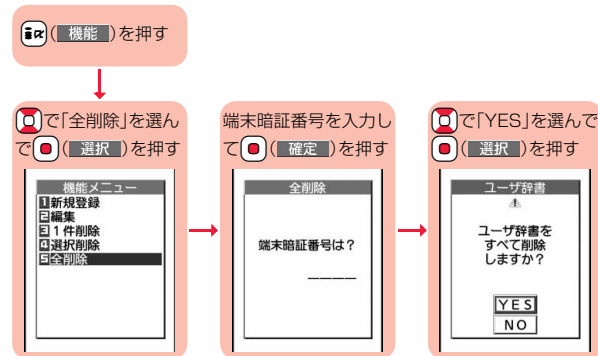 (機能)を押す
で「全削除」を選ん
で(選択)を押す
機能メニュー
1新規登録
2編集
3 1件削除
4選択削除
5全削除
端末暗証番号を入力し
て(確定)を押す
全削除
端末暗証番号は?
____
で「YES」を選んで
(選択)を押す
ユーザ辞書
ユーザ辞書を
すべて削除
しますか?
YES
NO